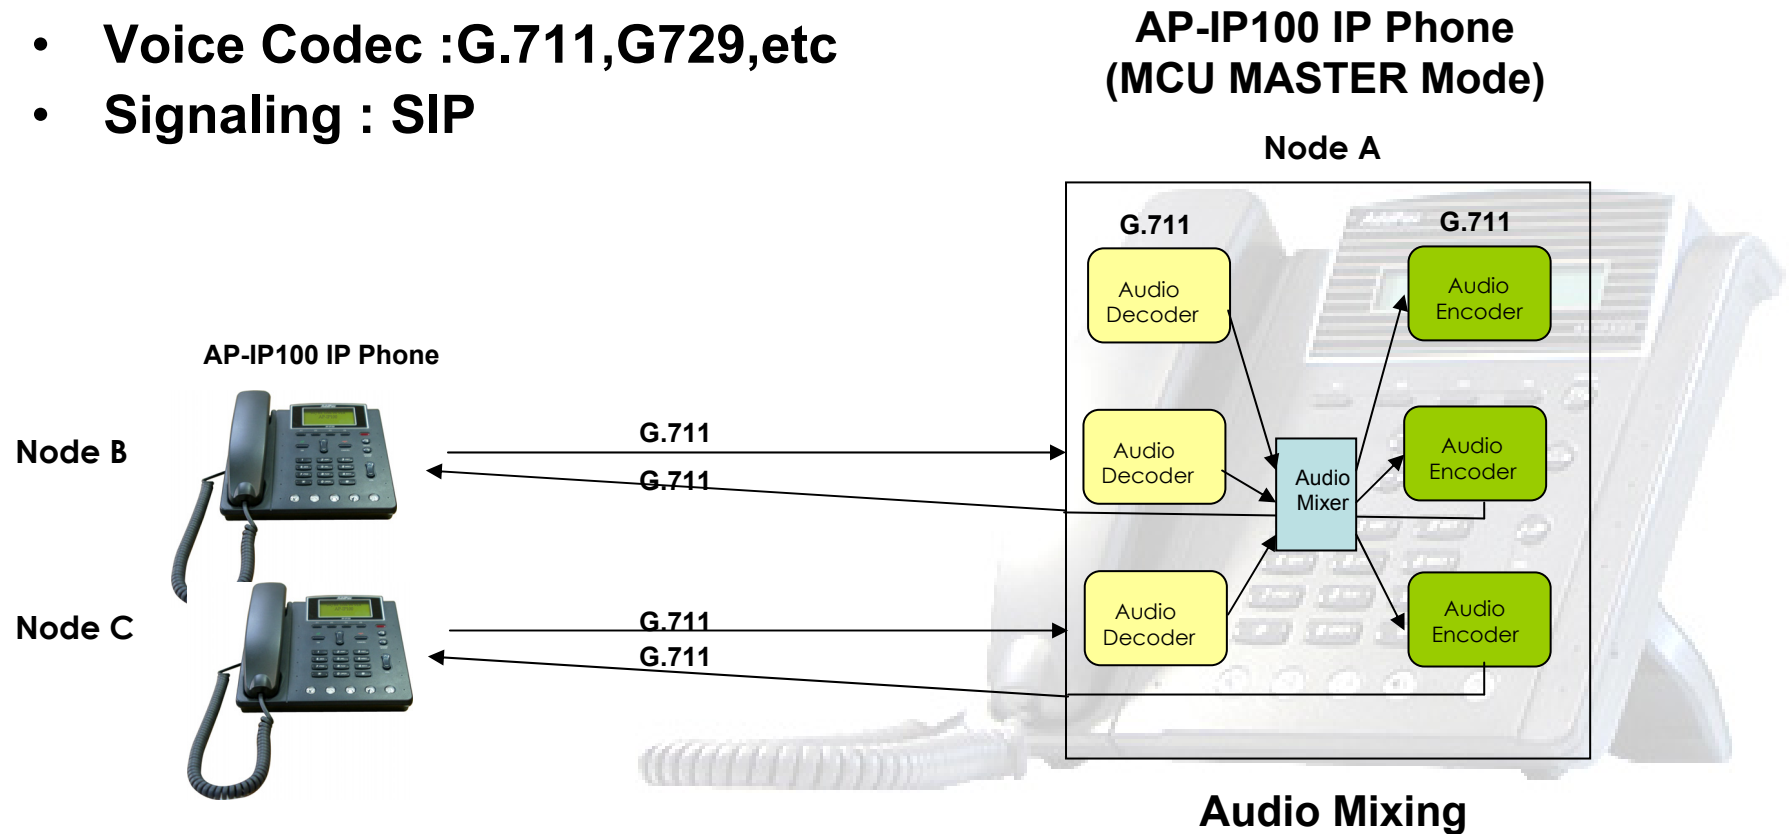 • Voice Codec :G.711,G729,etc
• Signaling : SIP
AP-IP100 IP Phone
(MCU MASTER Mode)
Node A
G.711
G.711
Audio
Decoder
Audio
Encoder
AP-IP100 IP Phone
Node B
G.711
G.711
Audio
Decoder
Audio
Mixer
Audio
Encoder
Node C
G.711
G.711
Audio
Decoder
Audio
Encoder
Audio Mixing